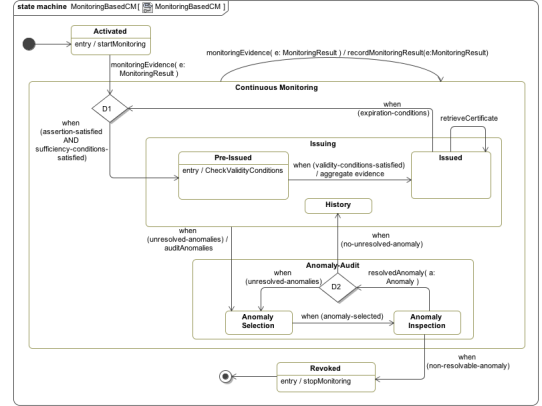 state machine MonitoringBasedCM [ MonitoringBasedCM ]
Activated
entry / startMonitoring
monitoringEvidence( e:
MonitoringResult )
monitoringEvidence( e: MonitoringResult ) / recordMonitoringResult(e:MonitoringResult)
Continuous Monitoring
D1
when
(expiration-conditions)
retrieveCertificate
when
(assertion-satisfied
AND
sufficiency-conditions-
satisfied)
Issuing
Pre-Issued
entry / CheckValidityConditions
when (validity-conditions-satisfied)
/ aggregate evidence
Issued
History
when
(unresolved-anomalies) /
auditAnomalies
when
(no-unresolved-anomaly)
Anomaly-Audit
when
(unresolved-anomalies)
D2
resolvedAnomaly( a:
Anomaly )
Anomaly
Selection
when (anomaly-selected)
Anomaly
Inspection
Revoked
entry / stopMonitoring
when
(non-resolvable-anomaly)